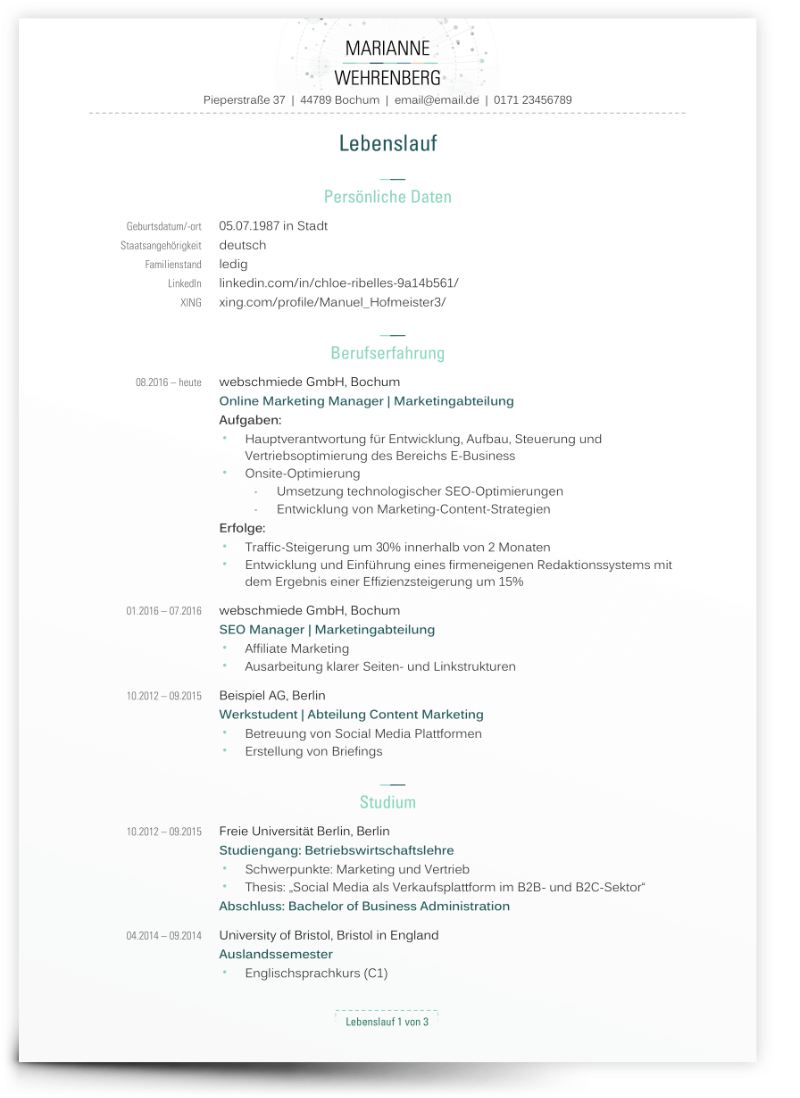 MARIANNE
WEHRENBERG
Pieperstraße 37 | 44789 Bochum | email@email.de | 0171 23456789
Lebenslauf
Persönliche Daten
Geburtsdatum/-ort 05.07.1987 in Stadt
Staatsangehörigkeit deutsch
Familienstand ledig
LinkedIn linkedin.com/in/chloe-ribelles-9a14b561/
XING xing.com/profile/Manuel_Hofmeister3/
Berufserfahrung
08.2016 – heute webschmiede GmbH, Bochum
Online Marketing Manager | Marketingabteilung
Aufgaben:
• Hauptverantwortung für Entwicklung, Aufbau, Steuerung und
Vertriebsoptimierung des Bereichs E-Business
• Onsite-Optimierung
- Umsetzung technologischer SEO-Optimierungen
- Entwicklung von Marketing-Content-Strategien
Erfolge:
• Traffic-Steigerung um 30% innerhalb von 2 Monaten
• Entwicklung und Einführung eines firmeneigenen Redaktionssystems mit
dem Ergebnis einer Effizienzsteigerung um 15%
01.2016 – 07.2016 webschmiede GmbH, Bochum
SEO Manager | Marketingabteilung
• Affiliate Marketing
• Ausarbeitung klarer Seiten- und Linkstrukturen
10.2012 – 09.2015 Beispiel AG, Berlin
Werkstudent | Abteilung Content Marketing
• Betreuung von Social Media Plattformen
• Erstellung von Briefings
Studium
10.2012 – 09.2015 Freie Universität Berlin, Berlin
Studiengang: Betriebswirtschaftslehre
• Schwerpunkte: Marketing und Vertrieb
• Thesis: „Social Media als Verkaufsplattform im B2B- und B2C-Sektor“
Abschluss: Bachelor of Business Administration
04.2014 – 09.2014 University of Bristol, Bristol in England
Auslandssemester
• Englischsprachkurs (C1)
Lebenslauf 1 von 3